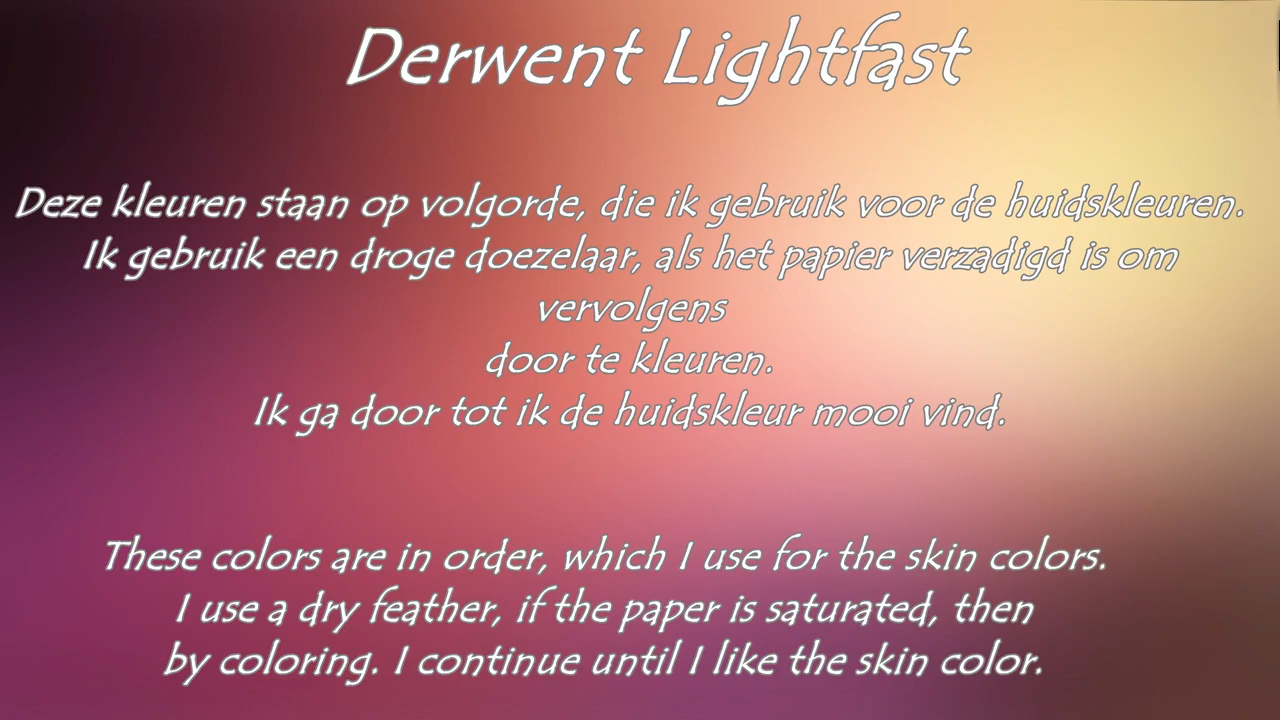 Derwent Lightfast
Deze kleuren staan op volgorde, die ik gebruik voor de huidskleuren.
Ik gebruik een droge doezelaar, als het papier verzadigd is om
vervolgens
door te kleuren.
Ik ga door tot ik de huidskleur mooi vind.
These colors are in order, which I use for the skin colors.
I use a dry feather, if the paper is saturated, then
by coloring. I continue until I like the skin color.